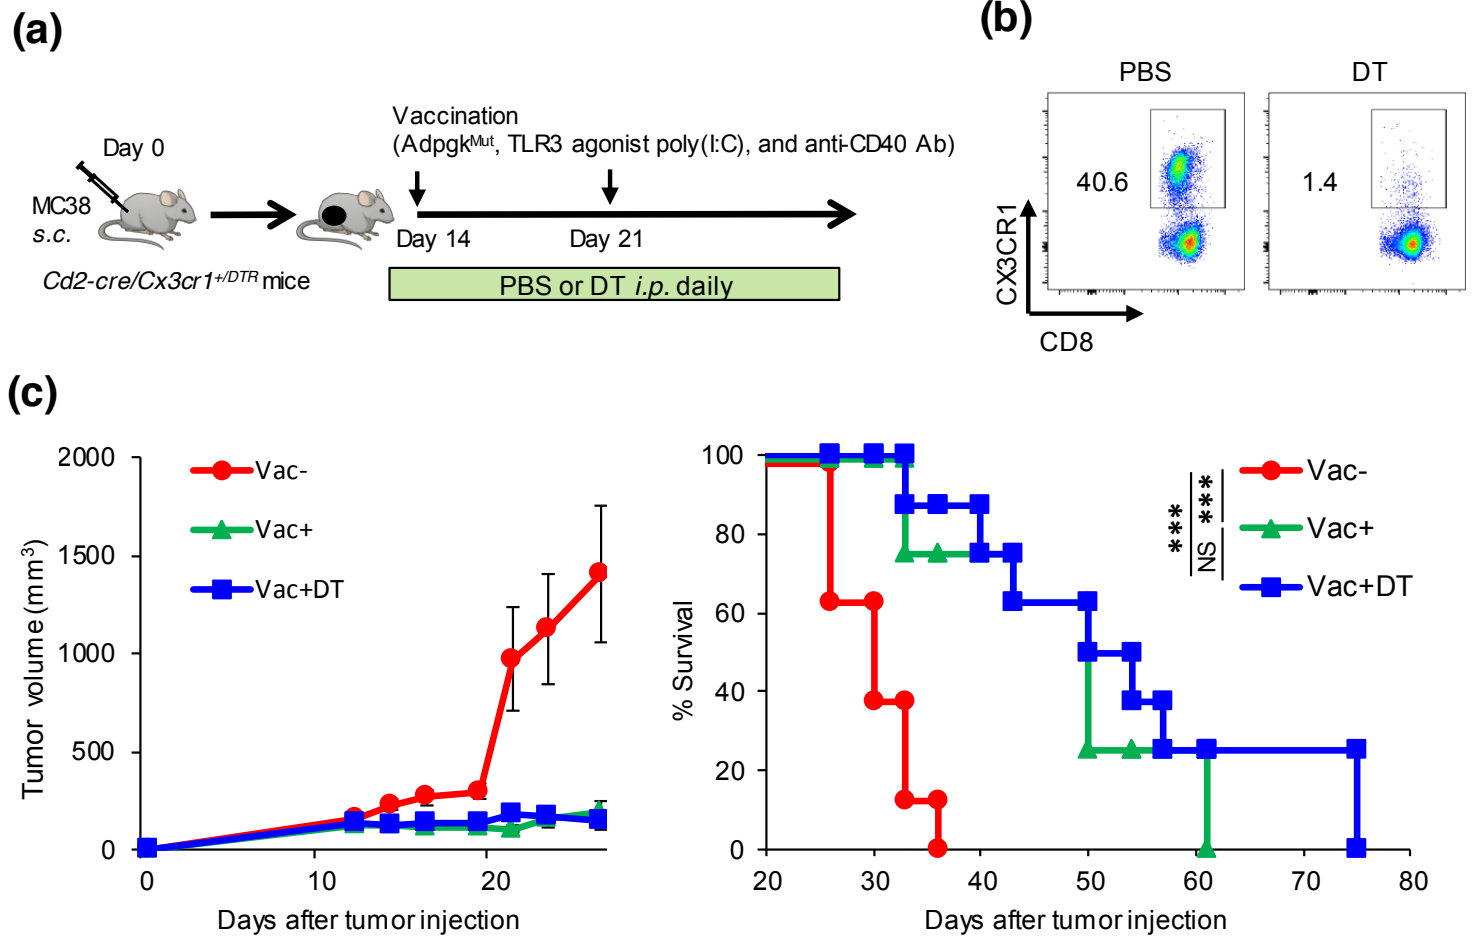 (a)
Day 0
MC38
s.c.
Cd2-cre/Cx3cr1+/DTR mice
Vaccination
(AdpgkMut, TLR3 agonist poly(I:C), and anti-CD40 Ab)
Day 14
Day 21
PBS or DT i.p. daily
(b)
PBS
DT
40.6
1.4
CX3CR1
CD8
(c)
Tumor volume (mm3)
2000
1500
1000
500
0
0
10
20
Days after tumor injection
Vac-
Vac+
Vac+DT
% Survival
100
80
60
40
20
0
20
30
40
50
60
70
80
Days after tumor injection
***
***
NS
Vac-
Vac+
Vac+DT